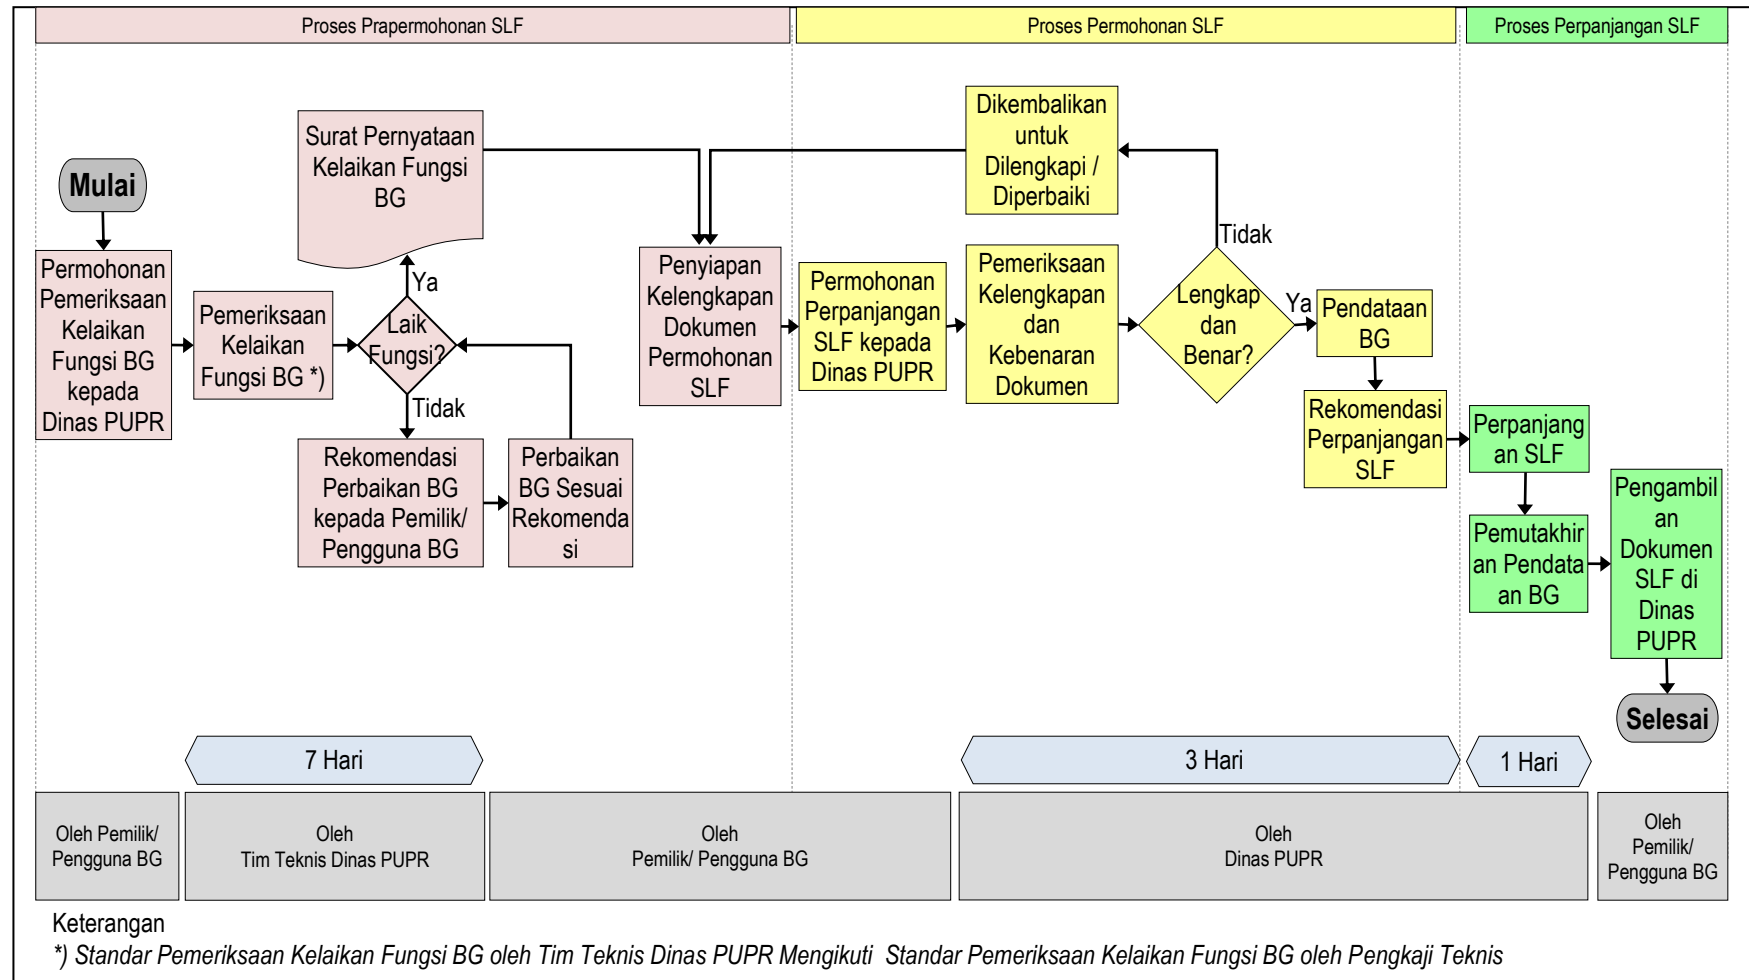 Proses Prapermohonan SLF
Proses Permohonan SLF
Proses Perpanjangan SLF
Mulai
Permohonan
Pemeriksaan
Kelaikan
Fungsi BG
kepada
Dinas PUPR
Pemeriksaan
Kelaikan
Fungsi BG *)
Laik
Fungsi?
Ya
Surat Pernyataan
Kelaikan Fungsi
BG
Tidak
Rekomendasi
Perbaikan BG
kepada Pemilik/
Pengguna BG
Perbaikan
BG Sesuai
Rekomenda
si
Penyiapan
Kelengkapan
Dokumen
Permohonan
SLF
Permohonan
Perpanjangan
SLF kepada
Dinas PUPR
Pemeriksaan
Kelengkapan
dan
Kebenaran
Dokumen
Lengkap
dan
Benar?
Tidak
Dikembalikan
untuk
Dilengkapi /
Diperbaiki
Ya
Pendataan
BG
Rekomendasi
Perpanjangan
SLF
Perpanjang
an SLF
Pemutakhir
an Pendata
an BG
Pengambil
an
Dokumen
SLF di
Dinas
PUPR
Selesai
7 Hari
3 Hari
1 Hari
Oleh Pemilik/
Pengguna BG
Oleh
Tim Teknis Dinas PUPR
Oleh
Pemilik/ Pengguna BG
Oleh
Dinas PUPR
Oleh
Pemilik/
Pengguna BG
Keterangan
*) Standar Pemeriksaan Kelaikan Fungsi BG oleh Tim Teknis Dinas PUPR Mengikuti  Standar Pemeriksaan Kelaikan Fungsi BG oleh Pengkaji Teknis